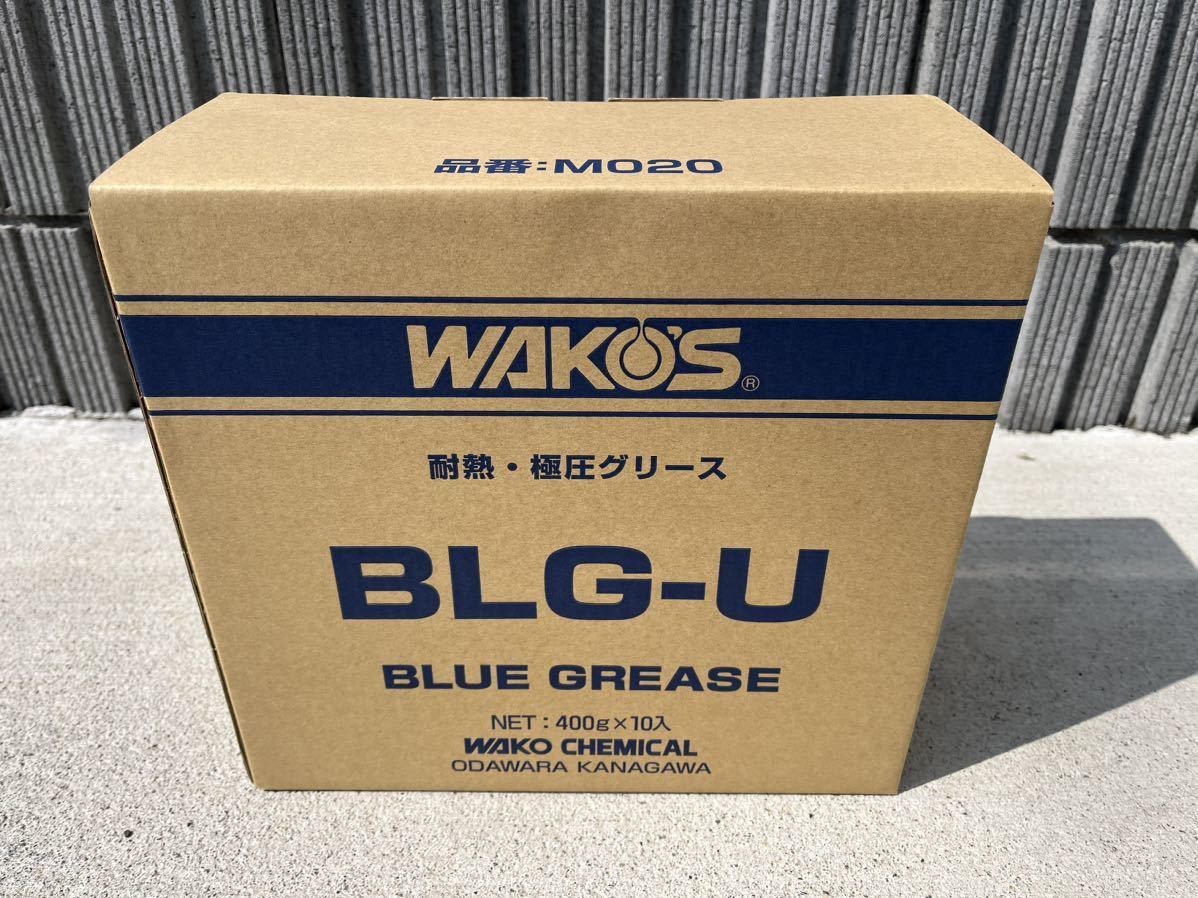 品番:M020
WAKO'S®
耐熱・極圧グリース
BLG-U
BLUE GREASE
NET:400g×10入
WAKO CHEMICAL
ODAWARA KANAGAWA